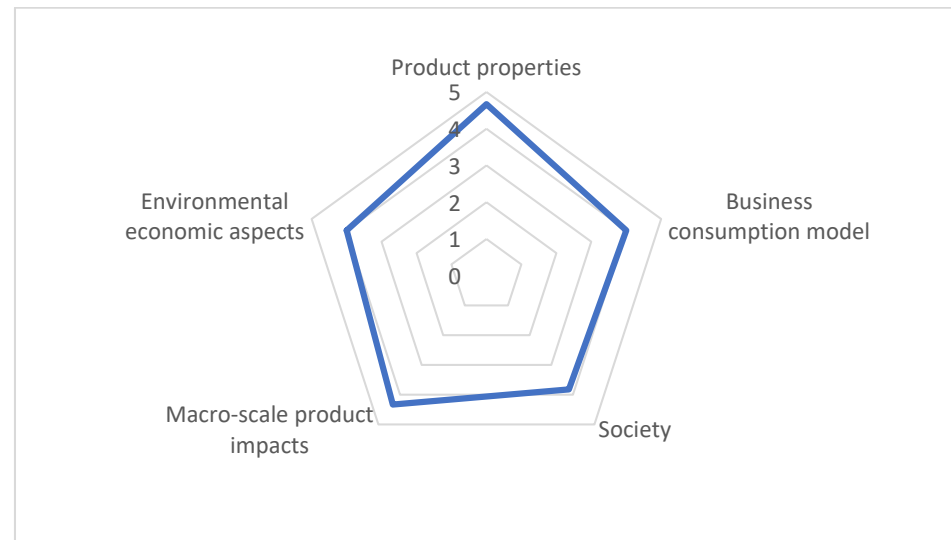 Product properties
5
4
3
2
1
0
Environmental
economic aspects
Business
consumption model
Macro-scale product
impacts
Society